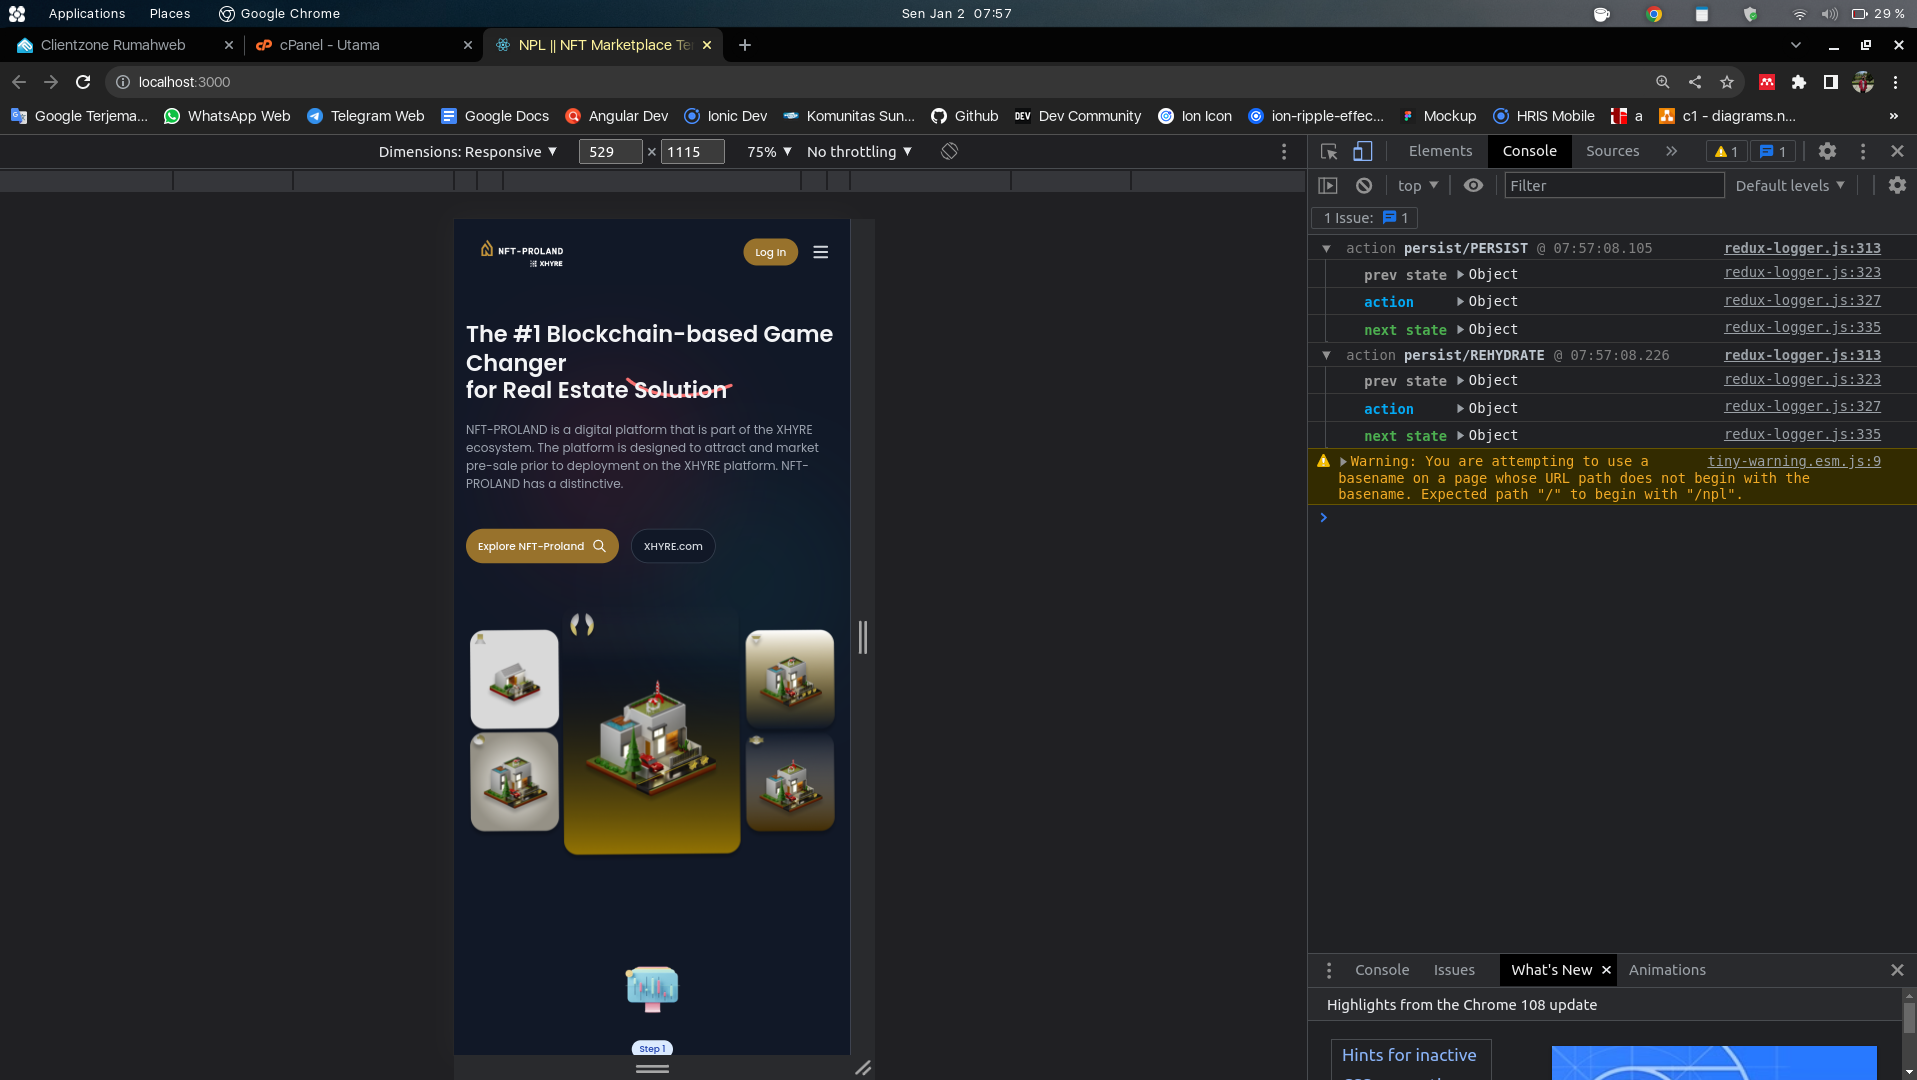 Applications Places Google Chrome Sen Jan 2 07:57 29 %
Clientzone Rumahweb cPanel - Utama NPL || NFT Marketplace Te
localhost:3000
Google Terjema... WhatsApp Web Telegram Web Google Docs Angular Dev Ionic Dev Komunitas Sun... Github Dev Community Ion Icon ion-ripple-effec... Mockup HRIS Mobile a c1 - diagrams.n... »
Dimensions: Responsive 529 × 1115 75% No throttling
Elements Console Sources » 1 1
top Filter Default levels
1 Issue: 1
action persist/PERSIST @ 07:57:08.105 redux-logger.js:313
prev state Object redux-logger.js:323
action Object redux-logger.js:327
next state Object redux-logger.js:335
action persist/REHYDRATE @ 07:57:08.226 redux-logger.js:313
prev state Object redux-logger.js:323
action Object redux-logger.js:327
next state Object redux-logger.js:335
Warning: You are attempting to use a tiny-warning.esm.js:9
basename on a page whose URL path does not begin with the
basename. Expected path "/" to begin with "/npl".
NFT-PROLAND
XHYRE
Log In
The #1 Blockchain-based Game
Changer
for Real Estate Solution
NFT-PROLAND is a digital platform that is part of the XHYRE
ecosystem. The platform is designed to attract and market
pre-sale prior to deployment on the XHYRE platform. NFT-
PROLAND has a distinctive.
Explore NFT-Proland XHYRE.com
Step 1
Console Issues What's New Animations
Highlights from the Chrome 108 update
Hints for inactive